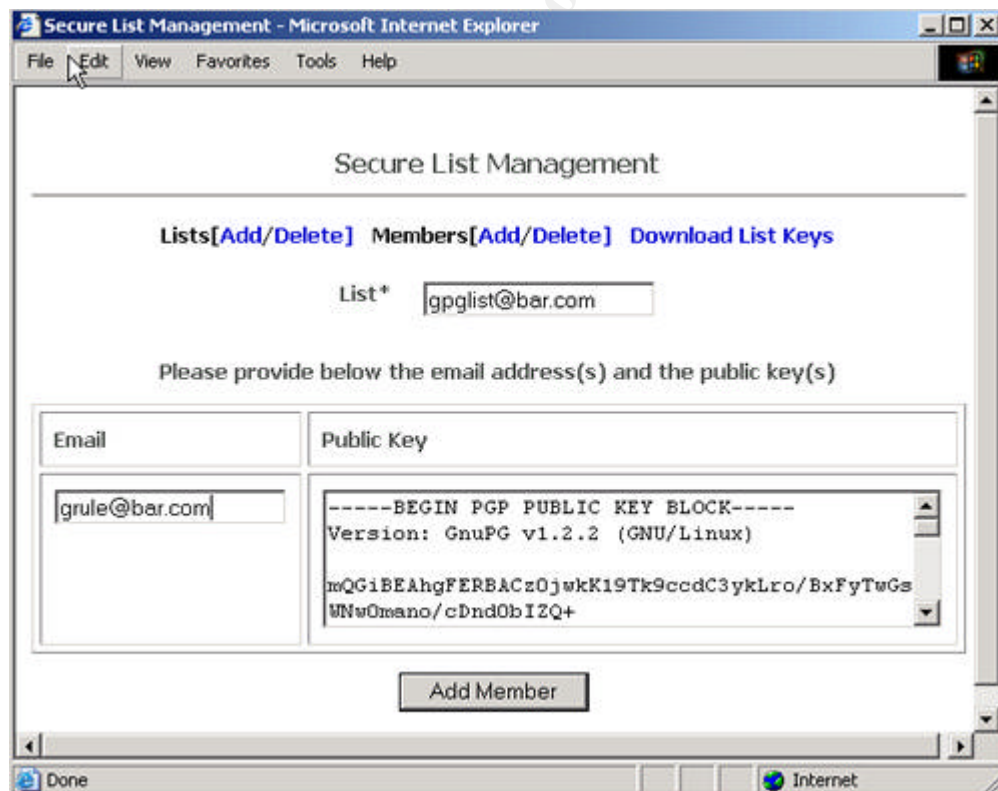 Secure List Management - Microsoft Internet Explorer
File Edit View Favorites Tools Help
Secure List Management
Lists[Add/Delete] Members[Add/Delete] Download List Keys
List* gpglist@bar.com
Please provide below the email address(s) and the public key(s)
Email Public Key
grule@bar.com
-----BEGIN PGP PUBLIC KEY BLOCK-----
Version: GnuPG v1.2.2 (GNU/Linux)
mQGiBEAhgFERBACzOjwkK19Tk9ccdC3ykLro/BxFyTwGs
WNwOmano/cDndObIZQ+
Add Member
Done Internet